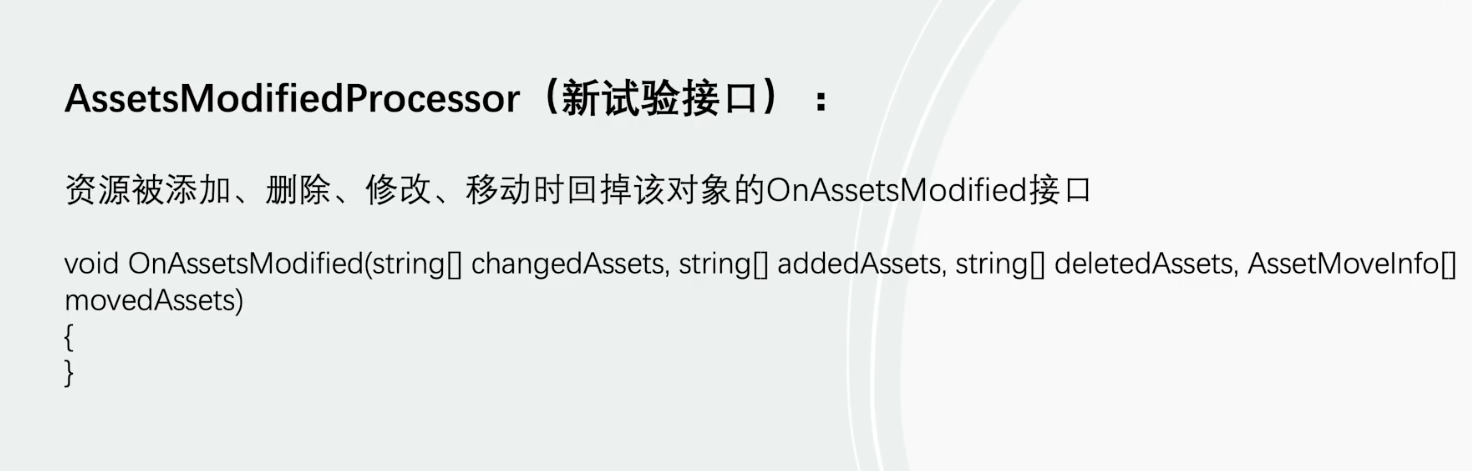 AssetsModifiedProcessor（新试验接口）：
资源被添加、删除、修改、移动时回掉该对象的OnAssetsModified接口
void OnAssetsModified(string[] changedAssets, string[] addedAssets, string[] deletedAssets, AssetMoveInfo[]
movedAssets)
{
}